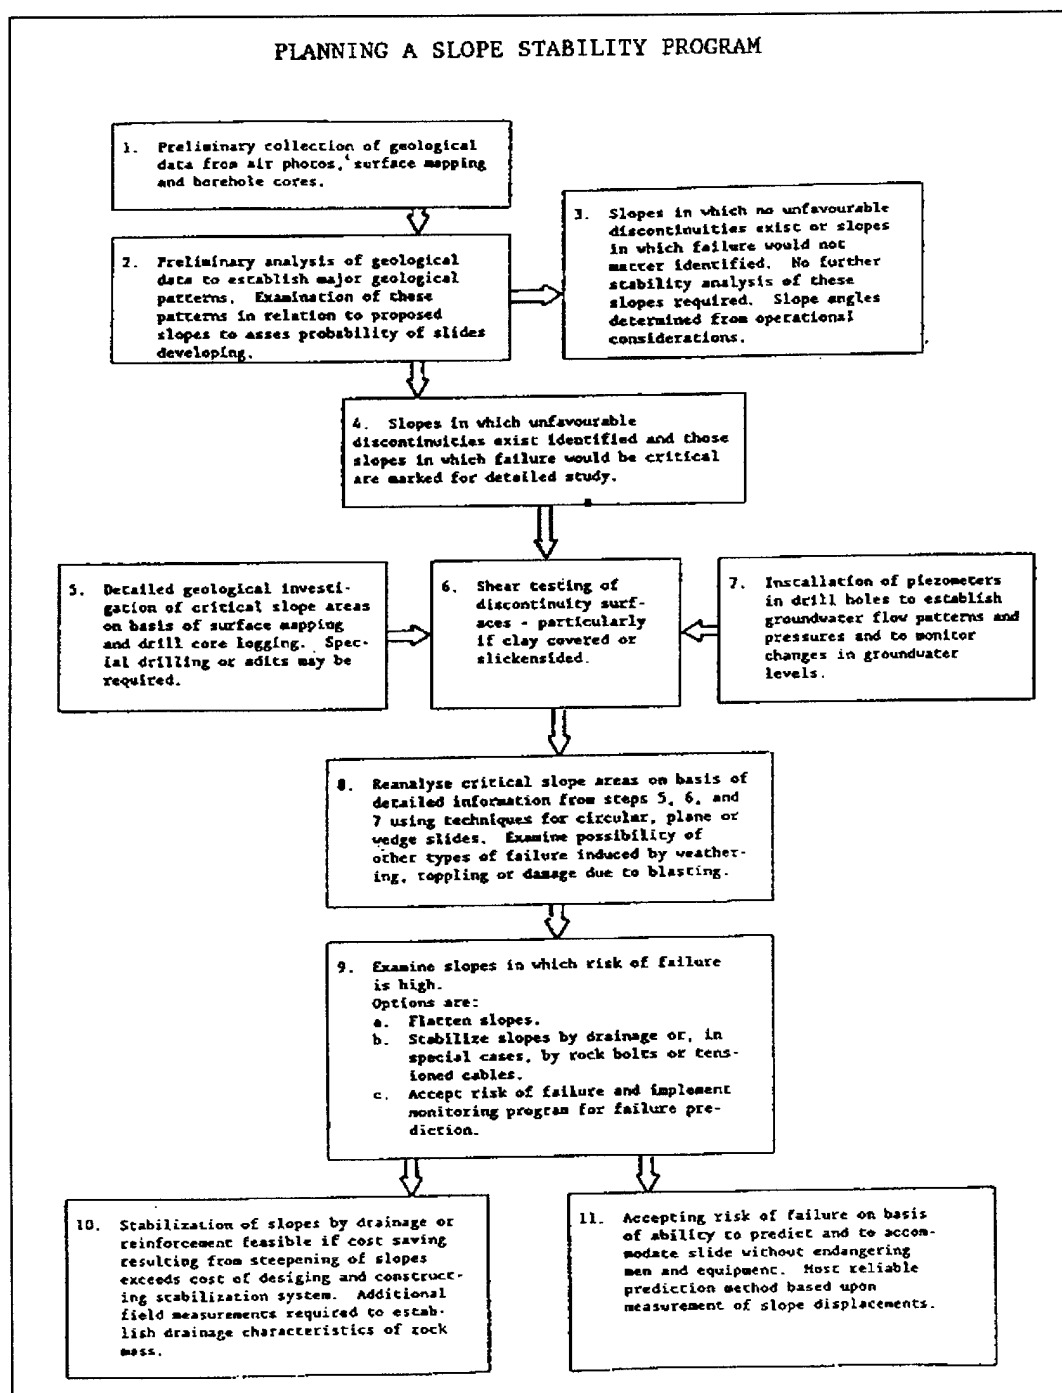 PLANNING A SLOPE STABILITY PROGRAM
1. Preliminary collection of geological
data from air photos, surface mapping
and borehole cores.
2. Preliminary analysis of geological
data to establish major geological
patterns. Examination of these
patterns in relation to proposed
slopes to asses probability of slides
developing.
3. Slopes in which no unfavourable
discontinuities exist or slopes
in which failure would not
matter identified. No further
stability analysis of these
slopes required. Slope angles
determined from operational
considerations.
4. Slopes in which unfavourable
discontinuities exist identified and those
slopes in which failure would be critical
are marked for detailed study.
5. Detailed geological investi-
gation of critical slope areas
on basis of surface mapping
and drill core logging. Spec-
ial drilling or adits may be
required.
6. Shear testing of
discontinuity surf-
aces - particularly
if clay covered or
slickensided.
7. Installation of piezometers
in drill holes to establish
groundwater flow patterns and
pressures and to monitor
changes in groundwater
levels.
8. Reanalyse critical slope areas on basis of
detailed information from steps 5, 6, and
7 using techniques for circular, plane or
wedge slides. Examine possibility of
other types of failure induced by weather-
ing, toppling or damage due to blasting.
9. Examine slopes in which risk of failure
is high.
Options are:
a. Flatten slopes.
b. Stabilize slopes by drainage or, in
special cases, by rock bolts or tens-
ioned cables.
c. Accept risk of failure and implement
monitoring program for failure pre-
diction.
10. Stabilization of slopes by drainage or
reinforcement feasible if cost saving
resulting from steepening of slopes
exceeds cost of desiging and construct-
ing stabilization system. Additional
field measurements required to estab-
lish drainage characteristics of rock
mass.
11. Accepting risk of failure on basis
of ability to predict and to accom-
modate slide without endangering
men and equipment. Most reliable
prediction method based upon
measurement of slope displacements.